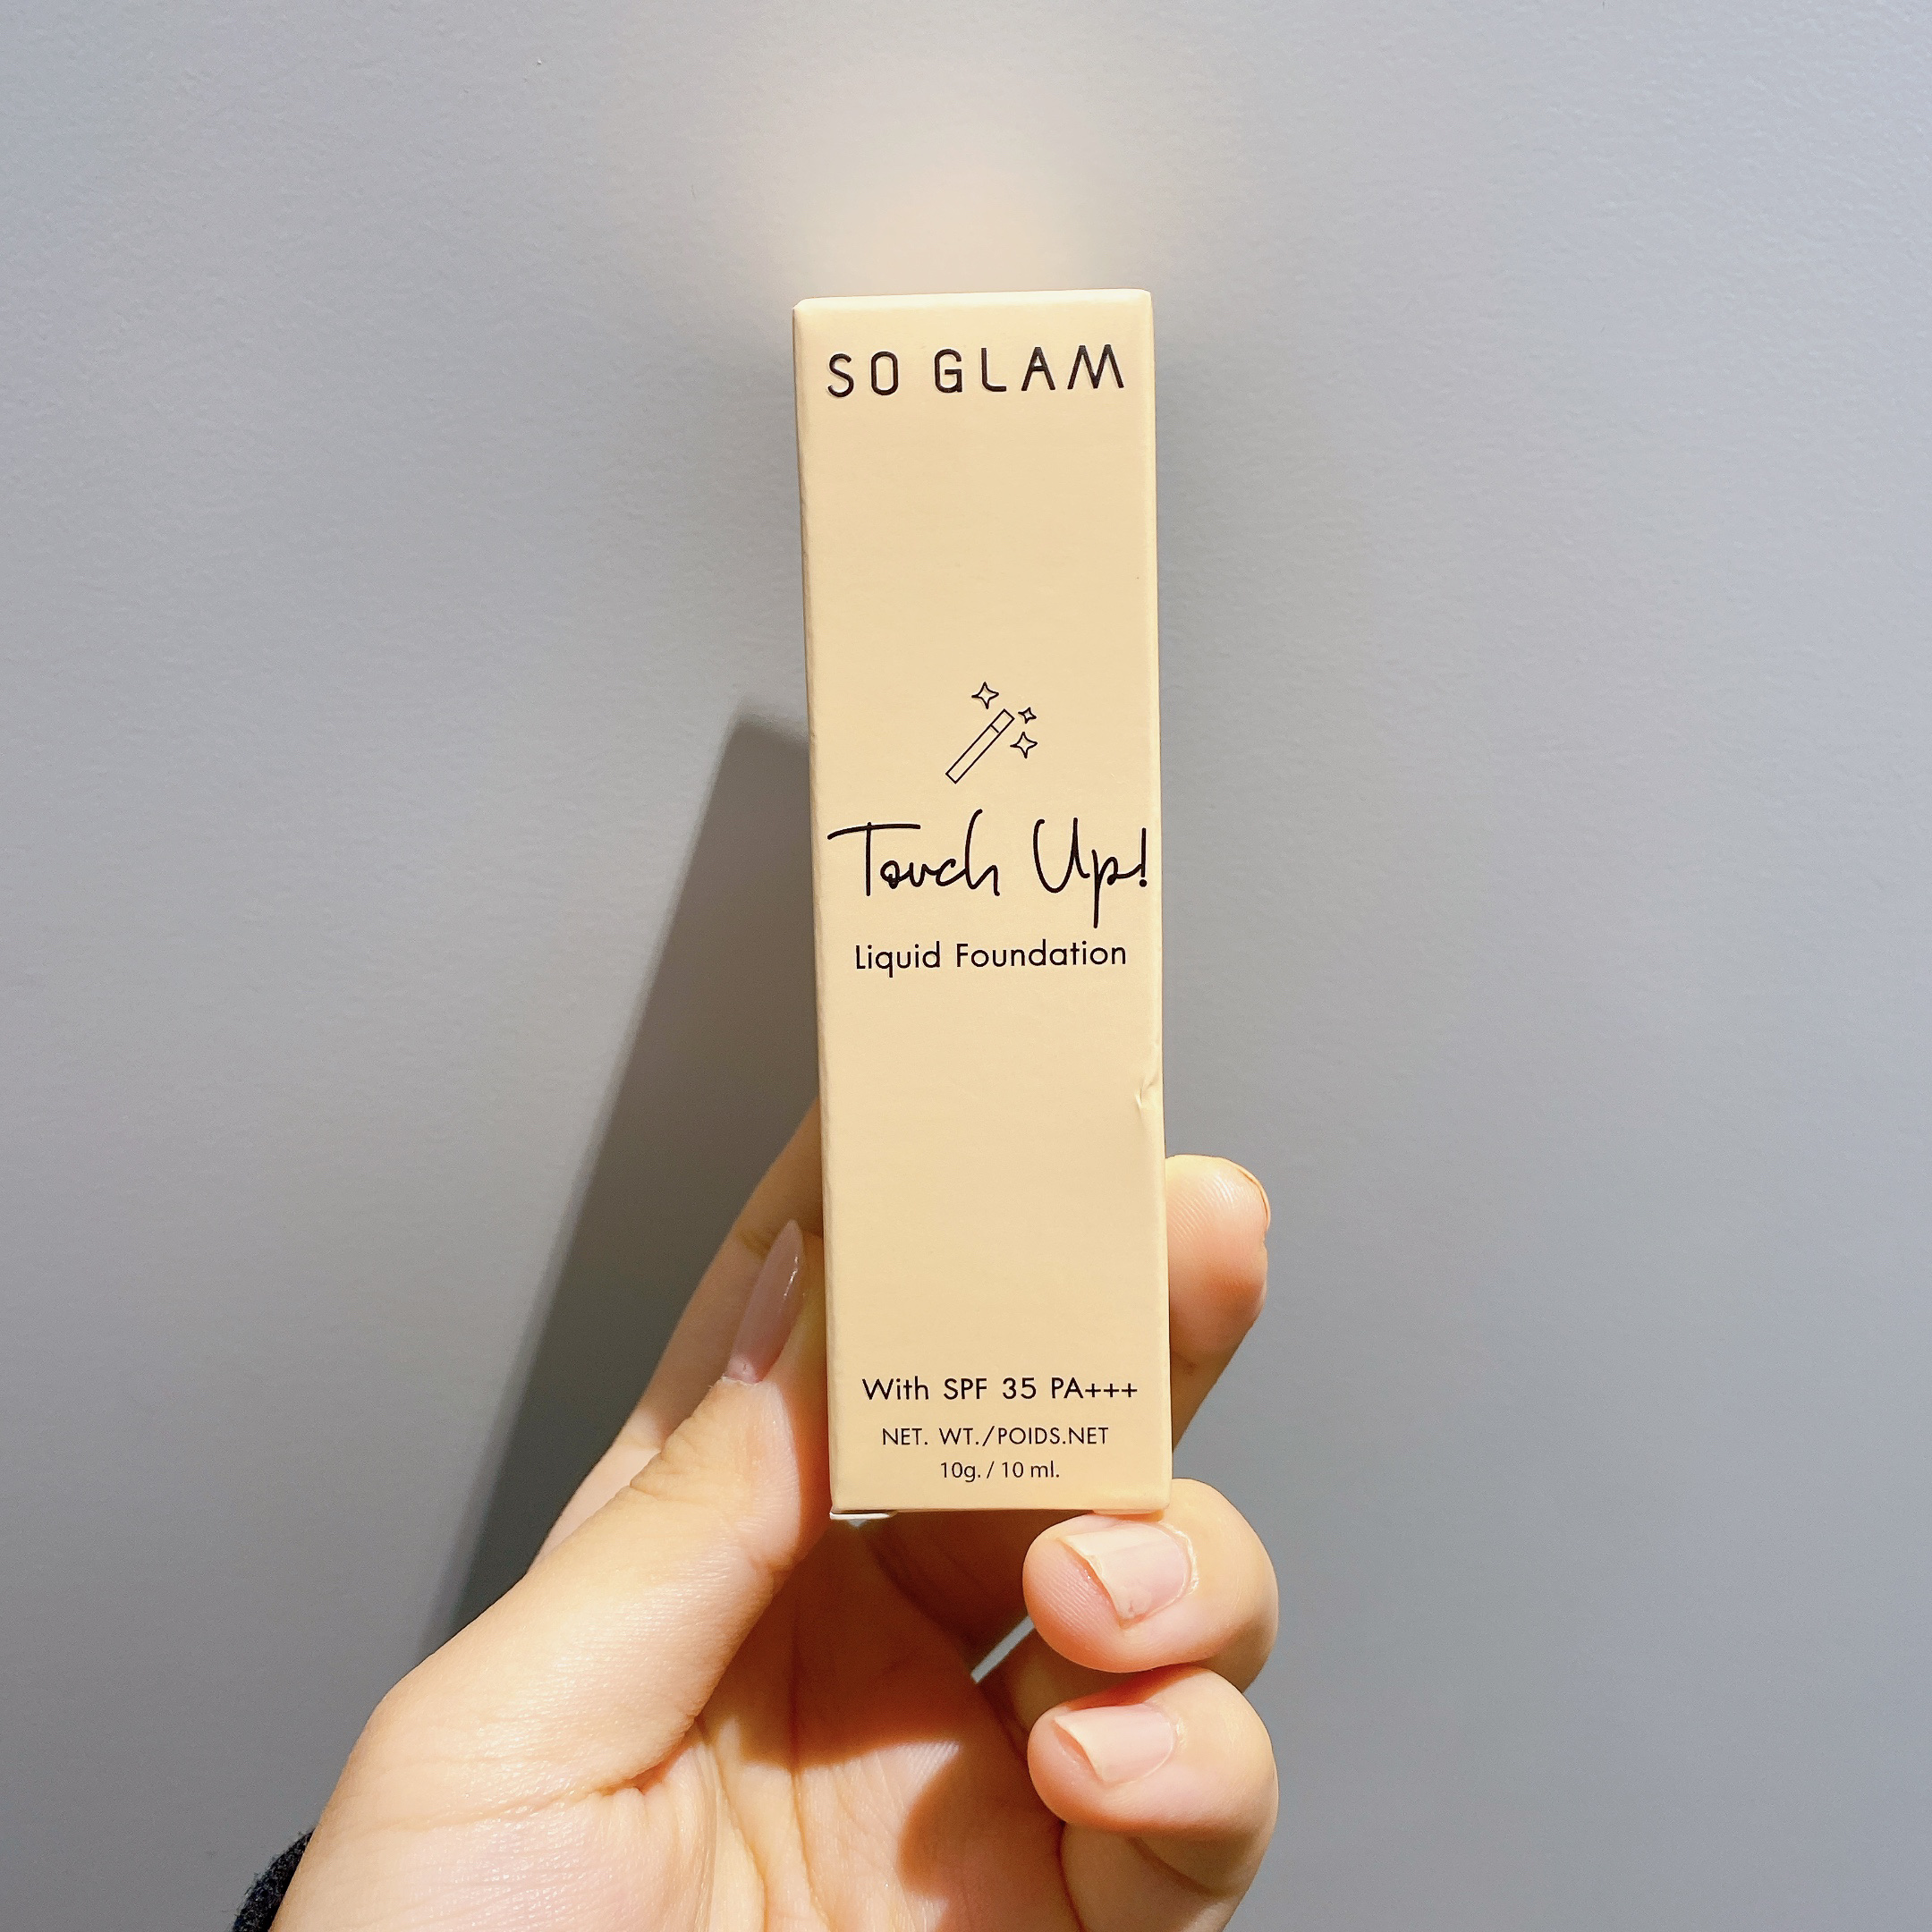 SO GLAM
Touch Up!
Liquid Foundation
With SPF 35 PA+++
NET. WT./POIDS.NET
10g. / 10 ml.